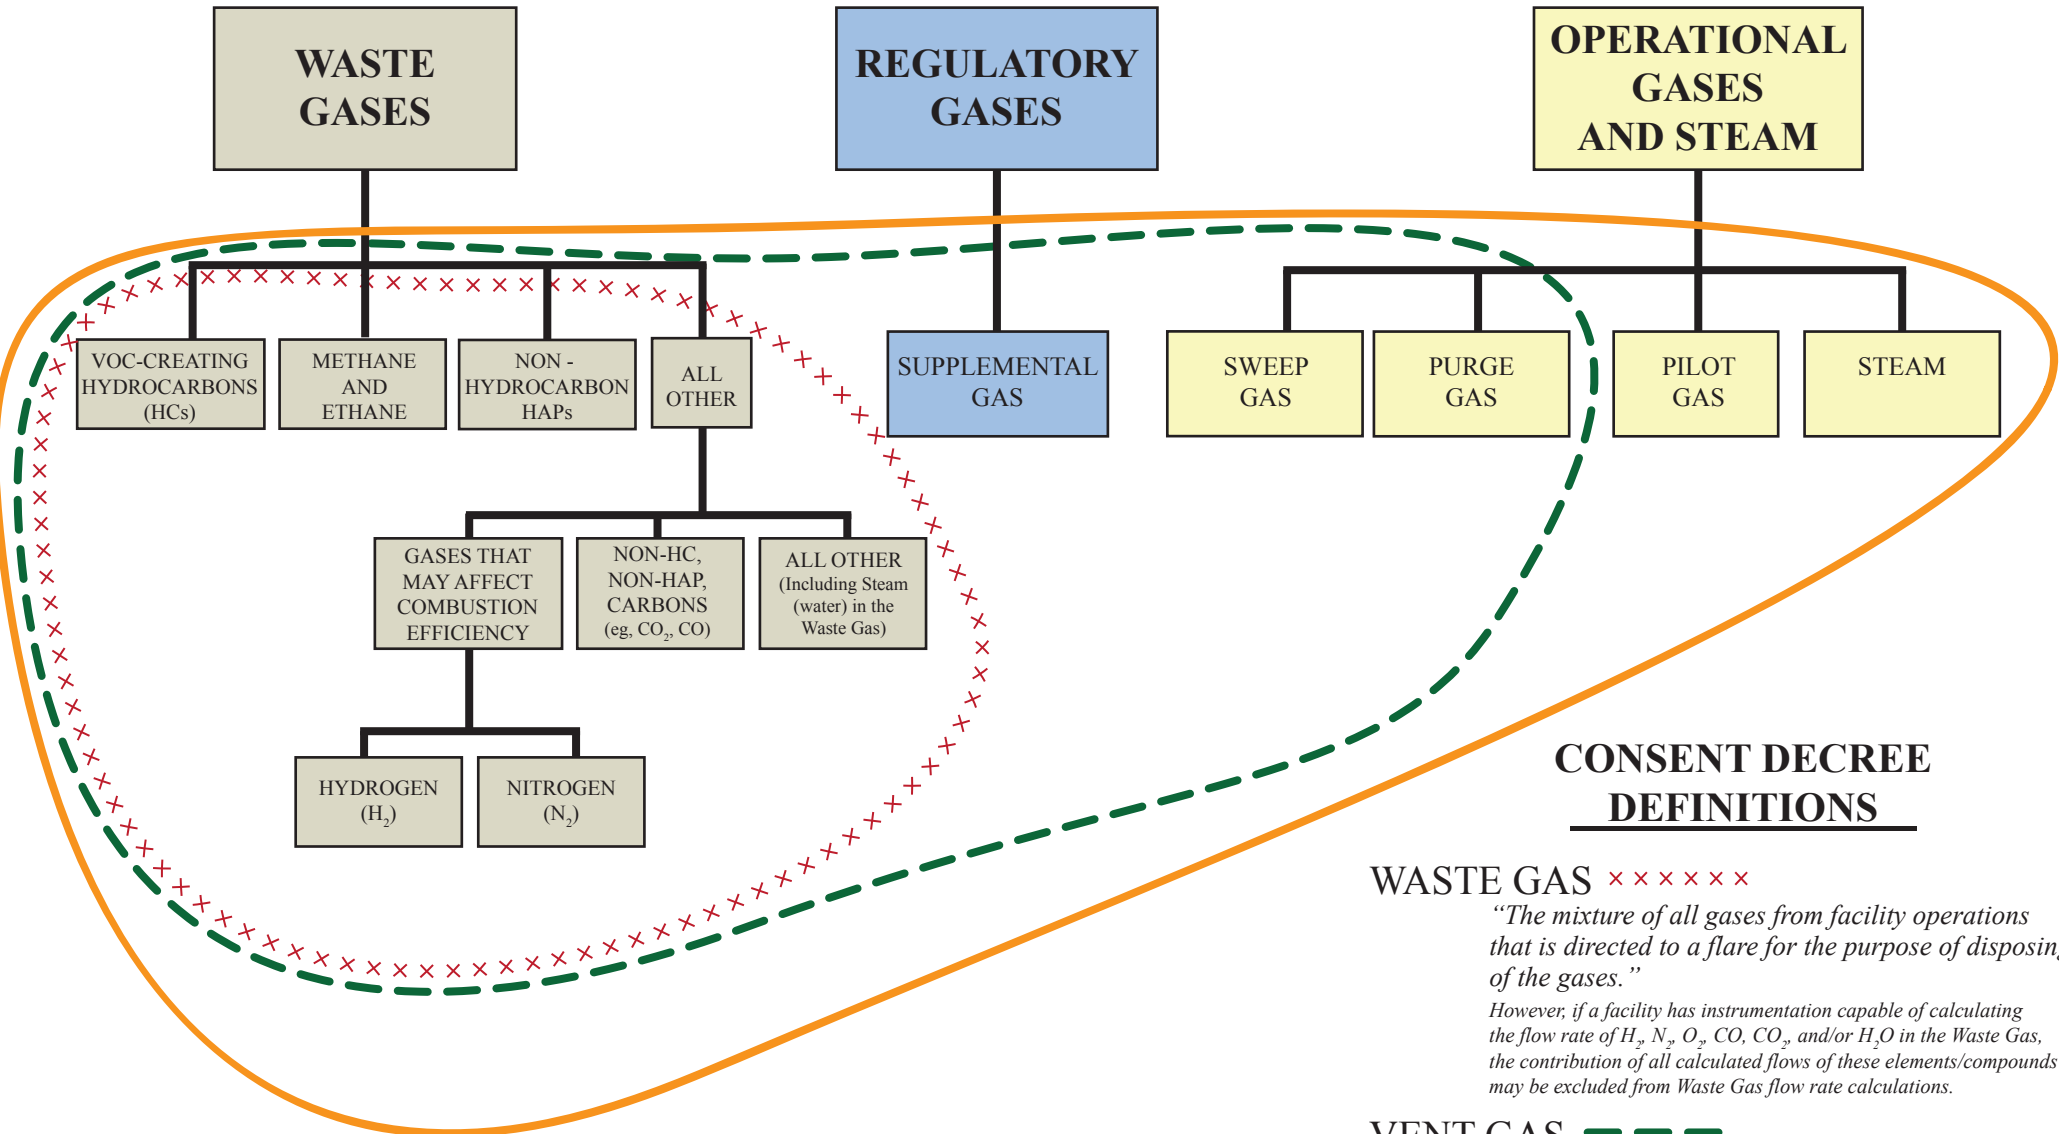 WASTE
GASES
REGULATORY
GASES
OPERATIONAL
GASES
AND STEAM
VOC-CREATING
HYDROCARBONS
(HCs)
METHANE
AND
ETHANE
NON -
HYDROCARBON
HAPs
ALL
OTHER
SUPPLEMENTAL
GAS
SWEEP
GAS
PURGE
GAS
PILOT
GAS
STEAM
GASES THAT
MAY AFFECT
COMBUSTION
EFFICIENCY
NON-HC,
NON-HAP,
CARBONS
(eg, CO₂, CO)
ALL OTHER
(Including Steam
(water) in the
Waste Gas)
HYDROGEN
(H₂)
NITROGEN
(N₂)
CONSENT DECREE
DEFINITIONS
WASTE GAS
“The mixture of all gases from facility operations
that is directed to a flare for the purpose of disposin
of the gases.”
However, if a facility has instrumentation capable of calculating
the flow rate of H₂, N₂, O₂, CO, CO₂, and/or H₂O in the Waste Gas,
the contribution of all calculated flows of these elements/compounds
may be excluded from Waste Gas flow rate calculations.
VENT GAS